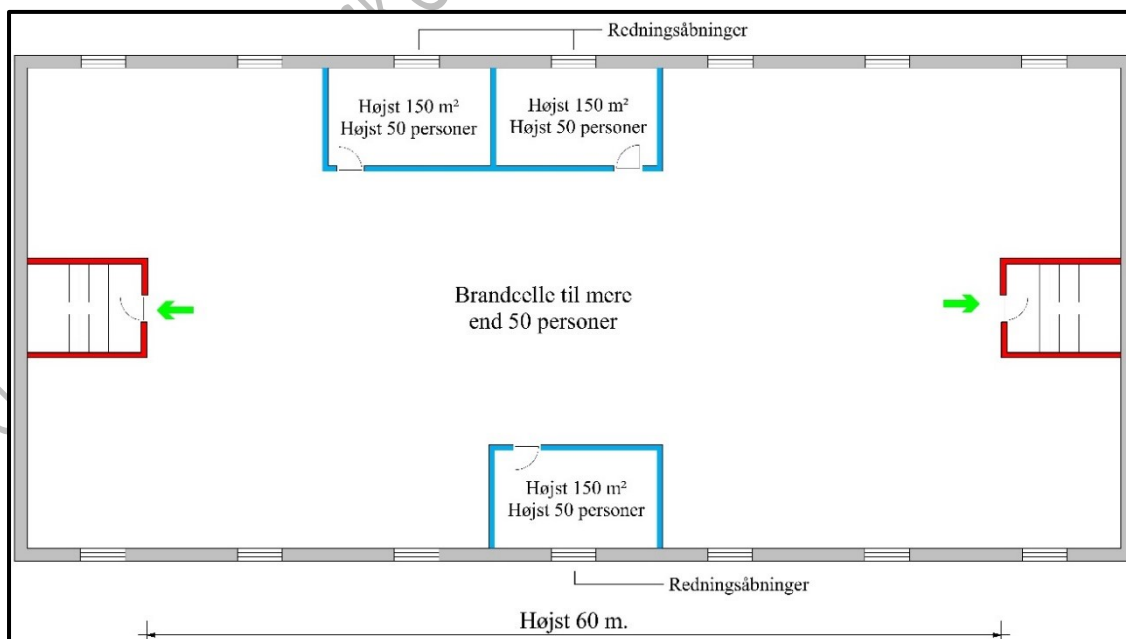 Redningsåbninger
Højst 150 m²
Højst 50 personer
Højst 150 m²
Højst 50 personer
Brandcelle til mere
end 50 personer
Højst 150 m²
Højst 50 personer
Redningsåbninger
Højst 60 m.